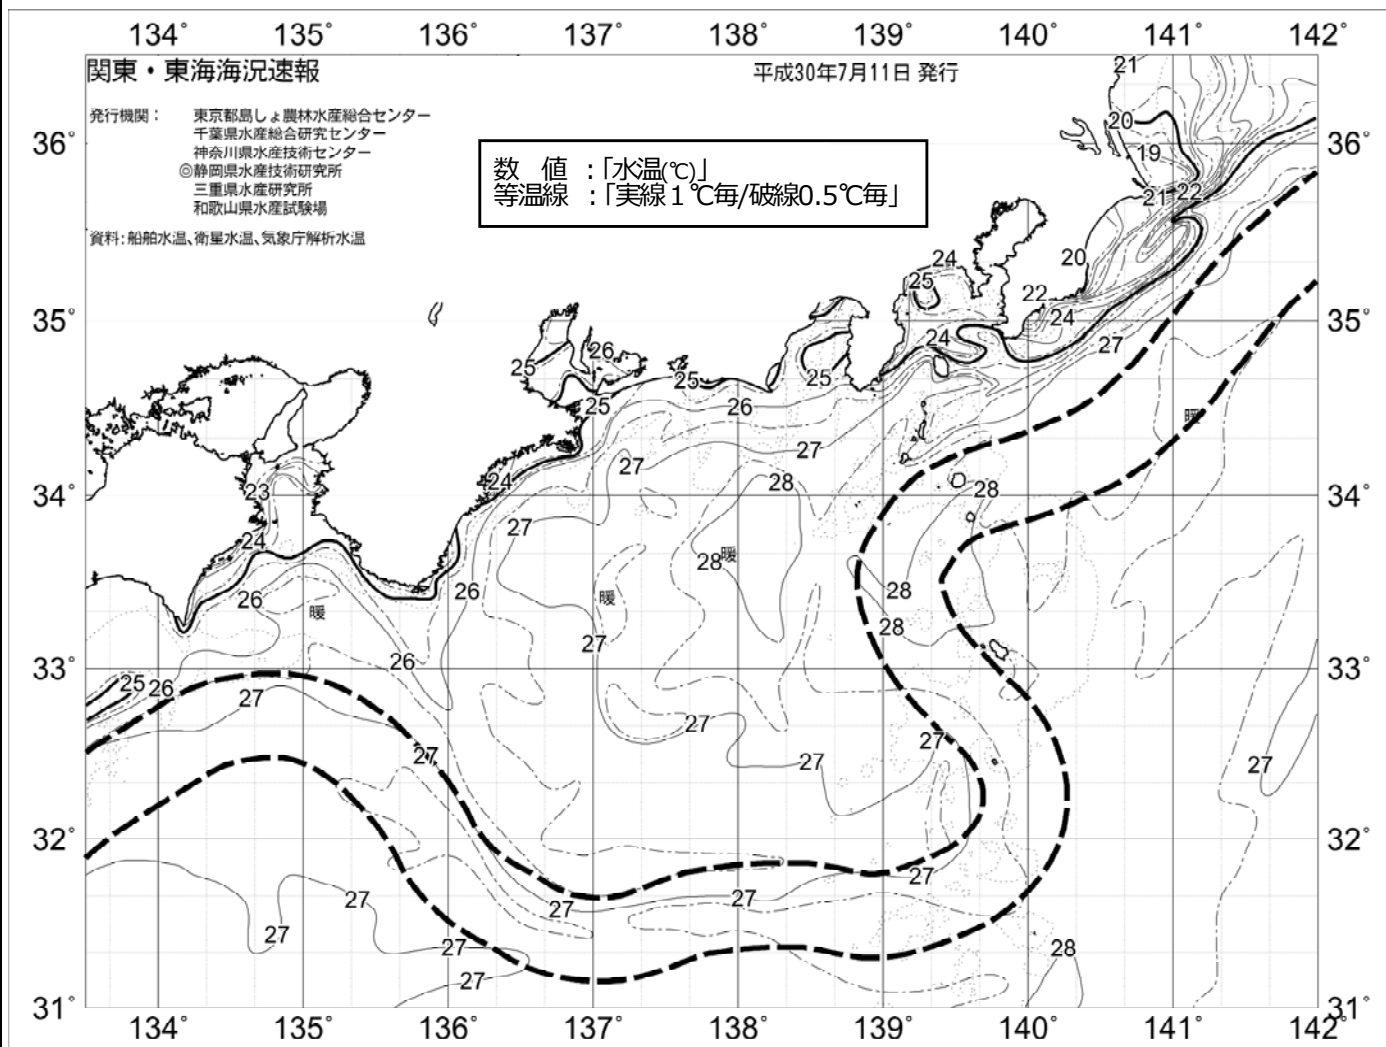 134° 135° 136° 137° 138° 139° 140° 141° 142°
関東・東海海況速報
平成30年7月11日 発行
発行機関： 東京都島しょ農林水産総合センター
千葉県水産総合研究センター
神奈川県水産技術センター
◎静岡県水産技術研究所
三重県水産研究所
和歌山県水産試験場
資料:船舶水温、衛星水温、気象庁解析水温
数 値 ：「水温(℃)」
等温線 ：「実線１℃毎/破線0.5℃毎」
21
20
36° 36°
19
21 22
20
24
25
22
24
35° 35°
24
27
26
25
25 25
25 26
暖
27 27
28 28
24 23 34° 34°
27
24
28 暖
28
26 26 暖
暖
28
27
26
33° 33°
25 26 27
27
27
27 27 27
32° 32°
27
27 27
27
27
27 28
27
31° 31°
134° 135° 136° 137° 138° 139° 140° 141° 142°